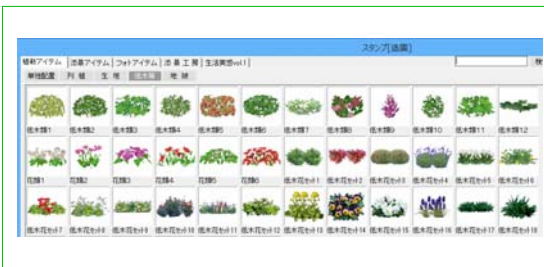 スタンプ[造園]
植栽アイテム 添景アイテム フォトアイテム 添景工房 生活実感vol.1 検
単独配置 列植 生垣 低木類 地被
低木類1 低木類2 低木類3 低木類4 低木類5 低木類6 低木類7 低木類8 低木類9 低木類10 低木類11 低木類12
花類1 花類2 花類3 花類4 花類5 花類6 低木花セット1 低木花セット2 低木花セット3 低木花セット4 低木花セット5 低木花セット6
低木花セット7 低木花セット8 低木花セット9 低木花セット10 低木花セット11 低木花セット12 低木花セット13 低木花セット14 低木花セット15 低木花セット16 低木花セット17 低木花セット18